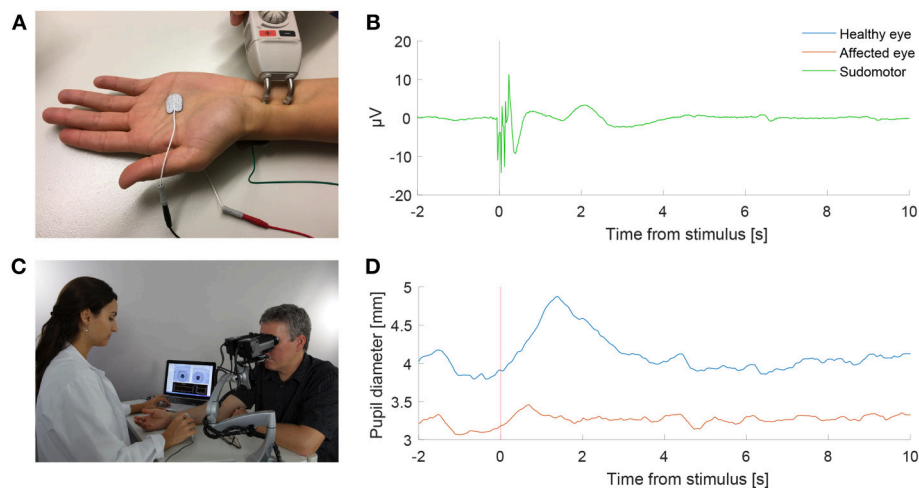 A
B
20
10
0
-10
-20
µV
-2
0
2
4
6
8
10
Time from stimulus [s]
Healthy eye
Affected eye
Sudomotor
C
D
5
4.5
4
3.5
3
Pupil diameter [mm]
-2
0
2
4
6
8
10
Time from stimulus [s]